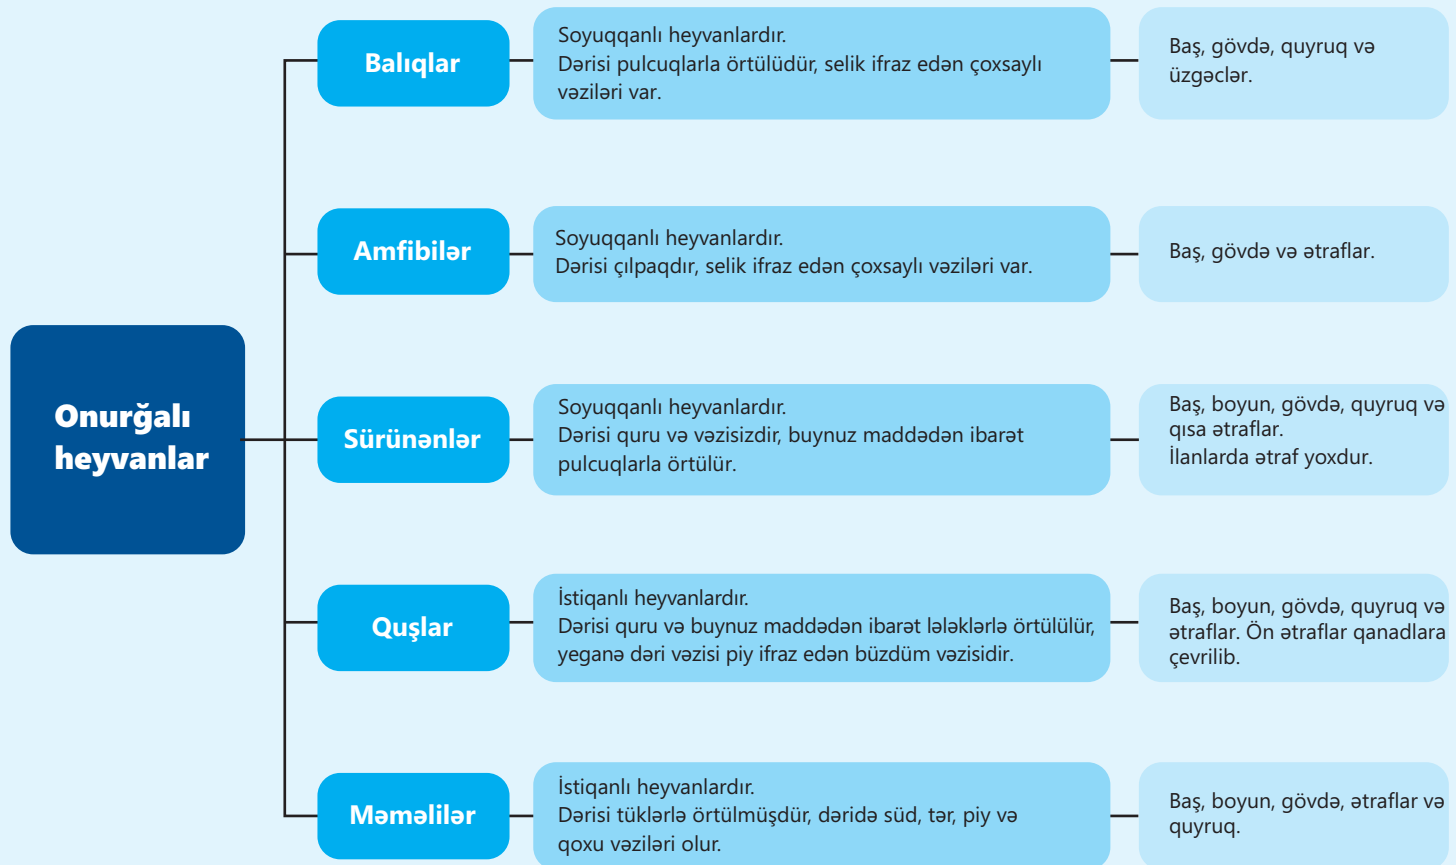 Onurğalı
heyvanlar
Balıqlar
Soyuqqanlı heyvanlardır.
Dərisi pulcuqlarla örtülüdür, selik ifraz edən çoxsaylı
vəziləri var.
Baş, gövdə, quyruq və
üzgəclər.
Amfibilər
Soyuqqanlı heyvanlardır.
Dərisi çılpaqdır, selik ifraz edən çoxsaylı vəziləri var.
Baş, gövdə və ətraflar.
Sürünənlər
Soyuqqanlı heyvanlardır.
Dərisi quru və vəzisizdir, buynuz maddədən ibarət
pulcuqlarla örtülür.
Baş, boyun, gövdə, quyruq və
qısa ətraflar.
İlanlarda ətraf yoxdur.
Quşlar
İstiqanlı heyvanlardır.
Dərisi quru və buynuz maddədən ibarət lələklərlə örtülülür,
yeganə dəri vəzisi piy ifraz edən büzdüm vəzisidir.
Baş, boyun, gövdə, quyruq və
ətraflar. Ön ətraflar qanadlara
çevrilib.
Məməlilər
İstiqanlı heyvanlardır.
Dərisi tüklərlə örtülmüşdür, dəridə süd, tər, piy və
qoxu vəziləri olur.
Baş, boyun, gövdə, ətraflar və
quyruq.